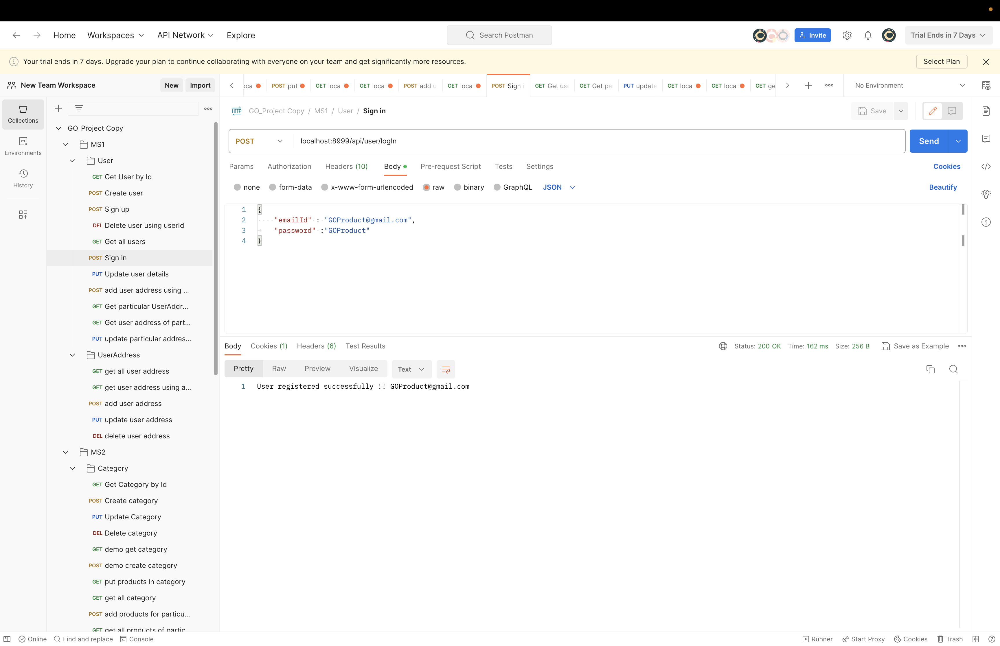 Home Workspaces API Network Explore Search Postman Invite Trial Ends in 7 Days
Your trial ends in 7 days. Upgrade your plan to continue collaborating with everyone on your team and get significantly more resources. Select Plan
New Team Workspace New Import
POST put GET loca GET loca POST add GET loca POST Sign GET Get PUT update GET loca GET loca GET ge No Environment
Collections
Environments
History
GO_Project Copy
MS1
User
GET Get User by Id
POST Create user
POST Sign up
DEL Delete user using userId
GET Get all users
POST Sign in
PUT Update user details
POST add user address using ...
GET Get particular UserAddr...
GET Get user address of part...
PUT update particular addres...
UserAddress
GET get all user address
GET get user address using a...
POST add user address
PUT update user address
DEL delete user address
MS2
Category
GET Get Category by Id
POST Create category
PUT Update Category
DEL Delete category
GET demo get category
POST demo create category
GET put products in category
GET get all category
POST add products for particu...
GET get all products of partic
HTTP GO_Project Copy / MS1 / User / Sign in Save
POST localhost:8999/api/user/logIn Send
Params Authorization Headers (10) Body Pre-request Script Tests Settings Cookies
none form-data x-www-form-urlencoded raw binary GraphQL JSON Beautify
1 {
2 "emailId" : "GOProduct@gmail.com",
3 "password" :"GOProduct"
4 }
Body Cookies (1) Headers (6) Test Results Status: 200 OK Time: 162 ms Size: 256 B Save as Example
Pretty Raw Preview Visualize Text
1 User registered successfully !! GOProduct@gmail.com
Online Find and replace Console Runner Start Proxy Cookies Trash